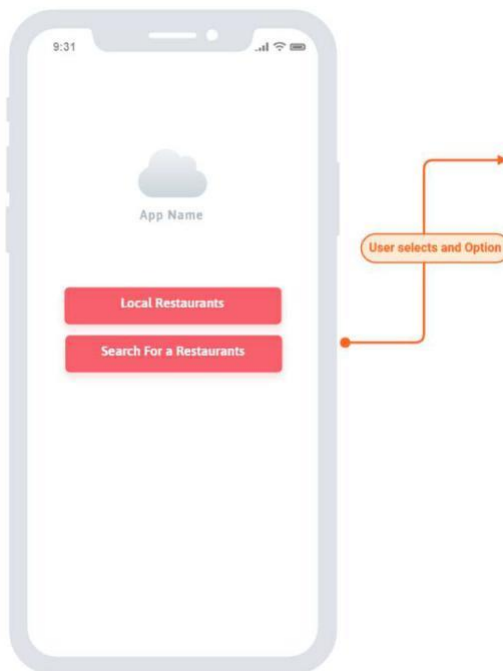 9:31
App Name
Local Restaurants
Search For a Restaurants
User selects and Option